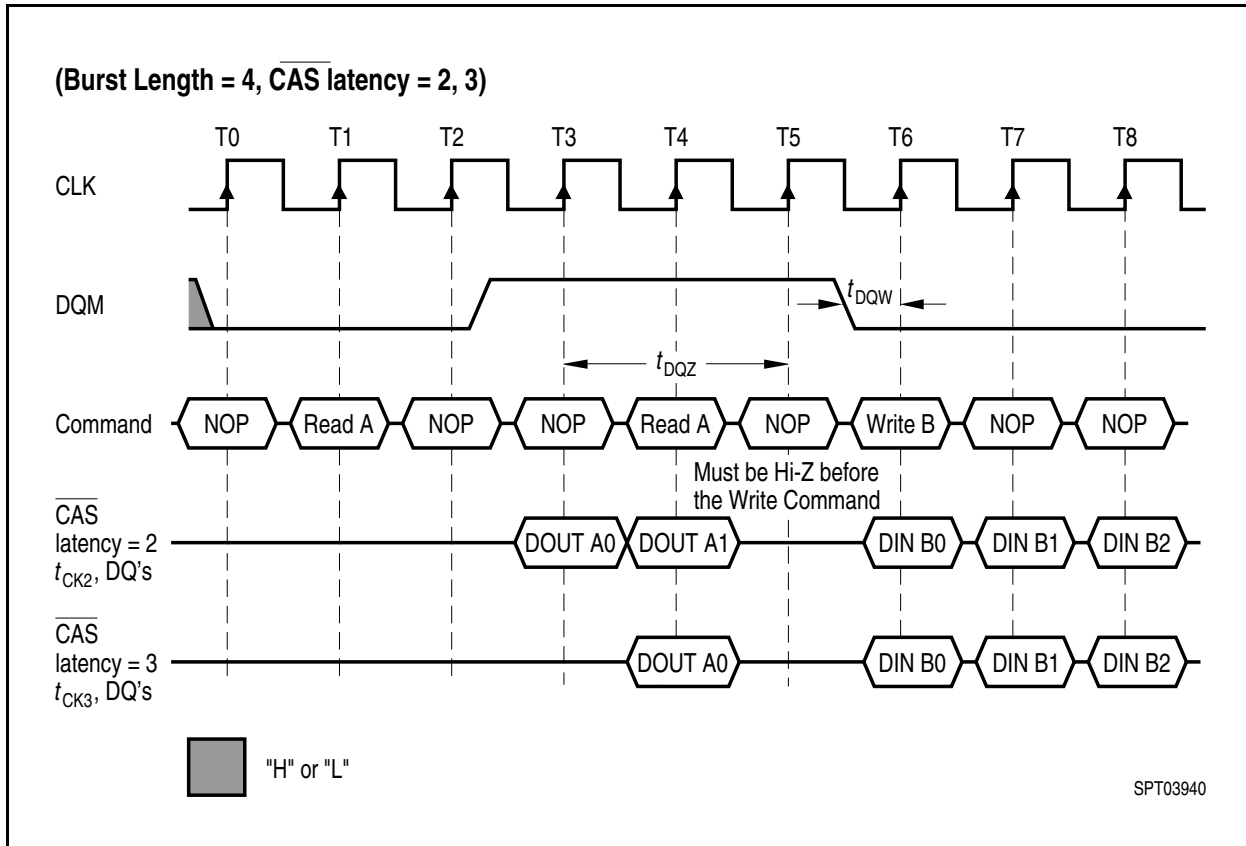 (Burst Length = 4, CAS latency = 2, 3)
T0 T1 T2 T3 T4 T5 T6 T7 T8
CLK
DQM
tDQW
tDQZ
Command NOP Read A NOP NOP Read A NOP Write B NOP NOP
Must be Hi-Z before
the Write Command
CAS
latency = 2
tCK2, DQ's
DOUT A0 DOUT A1 DIN B0 DIN B1 DIN B2
CAS
latency = 3
tCK3, DQ's
DOUT A0 DIN B0 DIN B1 DIN B2
"H" or "L"
SPT03940